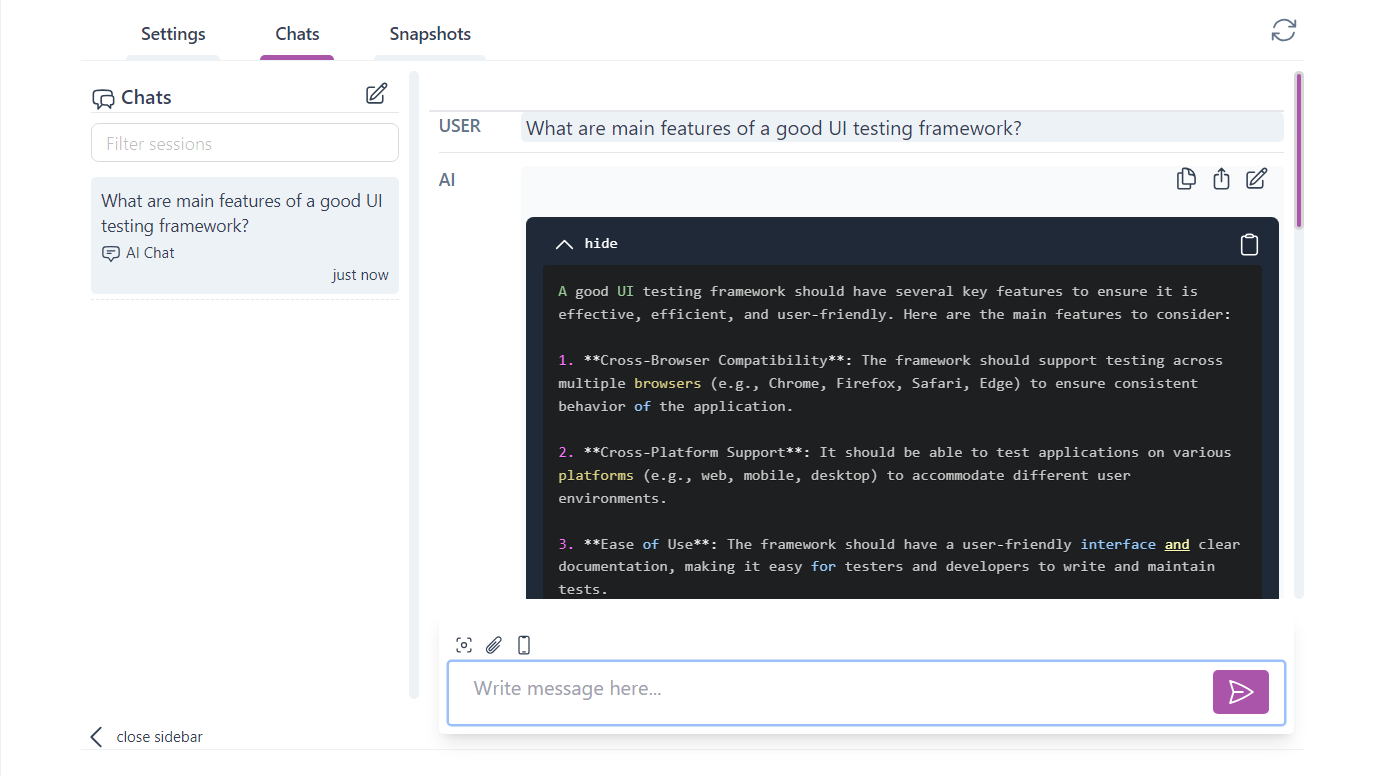 Settings
Chats
Snapshots
Chats
Filter sessions
What are main features of a good UI
testing framework?
AI Chat
just now
close sidebar
USER
What are main features of a good UI testing framework?
AI
hide
A good UI testing framework should have several key features to ensure it is
effective, efficient, and user-friendly. Here are the main features to consider:
1. **Cross-Browser Compatibility**: The framework should support testing across
multiple browsers (e.g., Chrome, Firefox, Safari, Edge) to ensure consistent
behavior of the application.
2. **Cross-Platform Support**: It should be able to test applications on various
platforms (e.g., web, mobile, desktop) to accommodate different user
environments.
3. **Ease of Use**: The framework should have a user-friendly interface and clear
documentation, making it easy for testers and developers to write and maintain
tests.
Write message here...